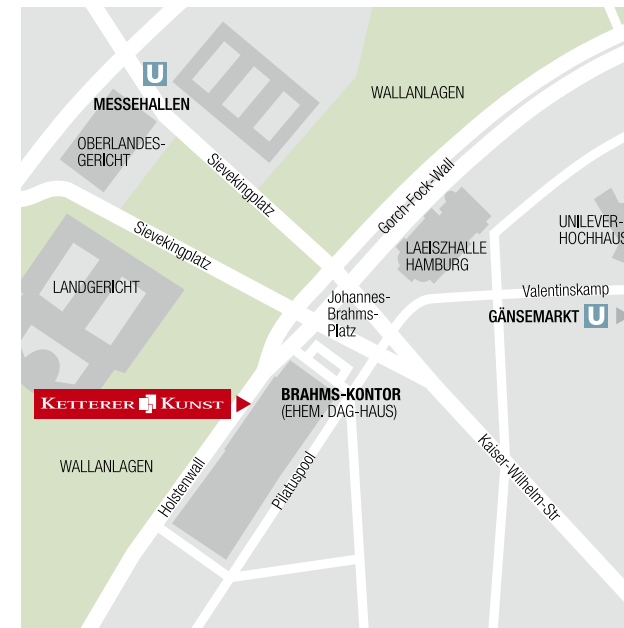 U
MESSEHALLEN
WALLANLAGEN
OBERLANDES-
GERICHT
Sievekingplatz
Gorch-Fock-Wall
Sievekingplatz
LAEISZHALLE
HAMBURG
UNILEVER-
HOCHHAUS
LANDGERICHT
Johannes-
Brahms-
Platz
Valentinskamp
GÄNSEMARKT U
KETTERER KUNST
BRAHMS-KONTOR
(EHEM. DAG-HAUS)
WALLANLAGEN
Holstenwall
Pilatuspool
Kaiser-Wilhelm-Str